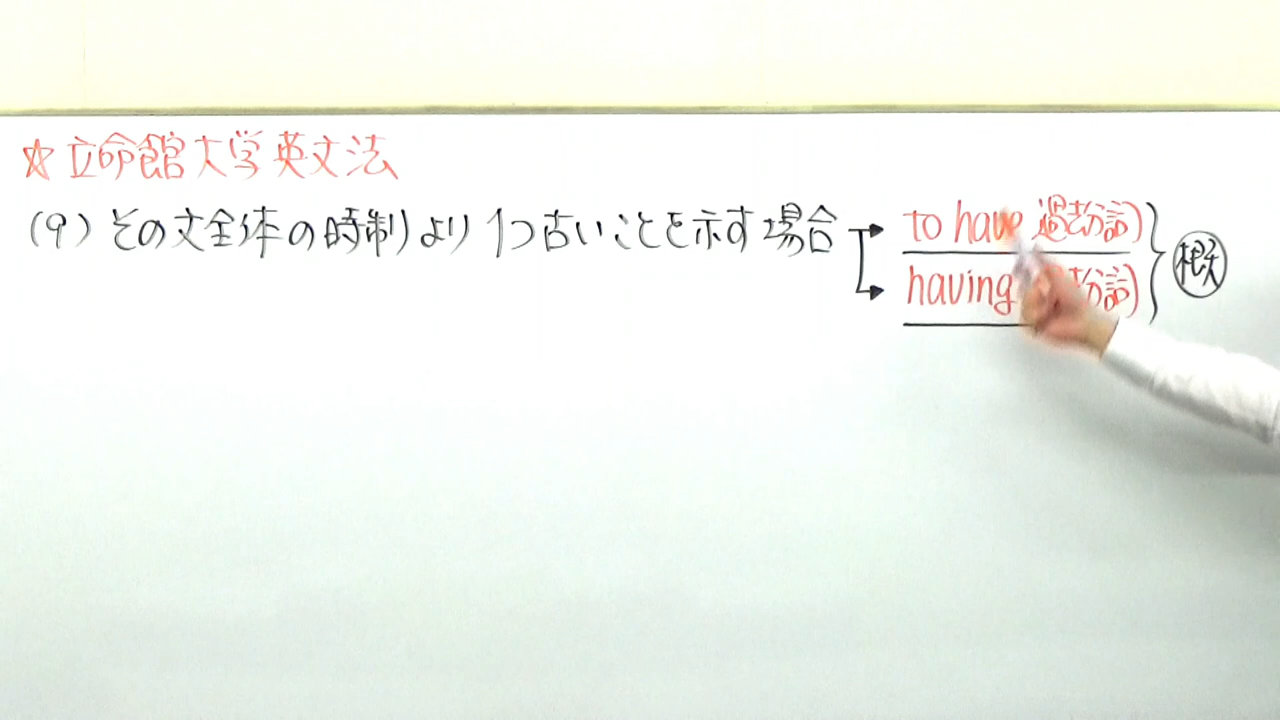 ☆立命館大学英文法
(9) その文全体の時制より1つ古いことを示す場合
to have 過去分詞)
having 分詞)